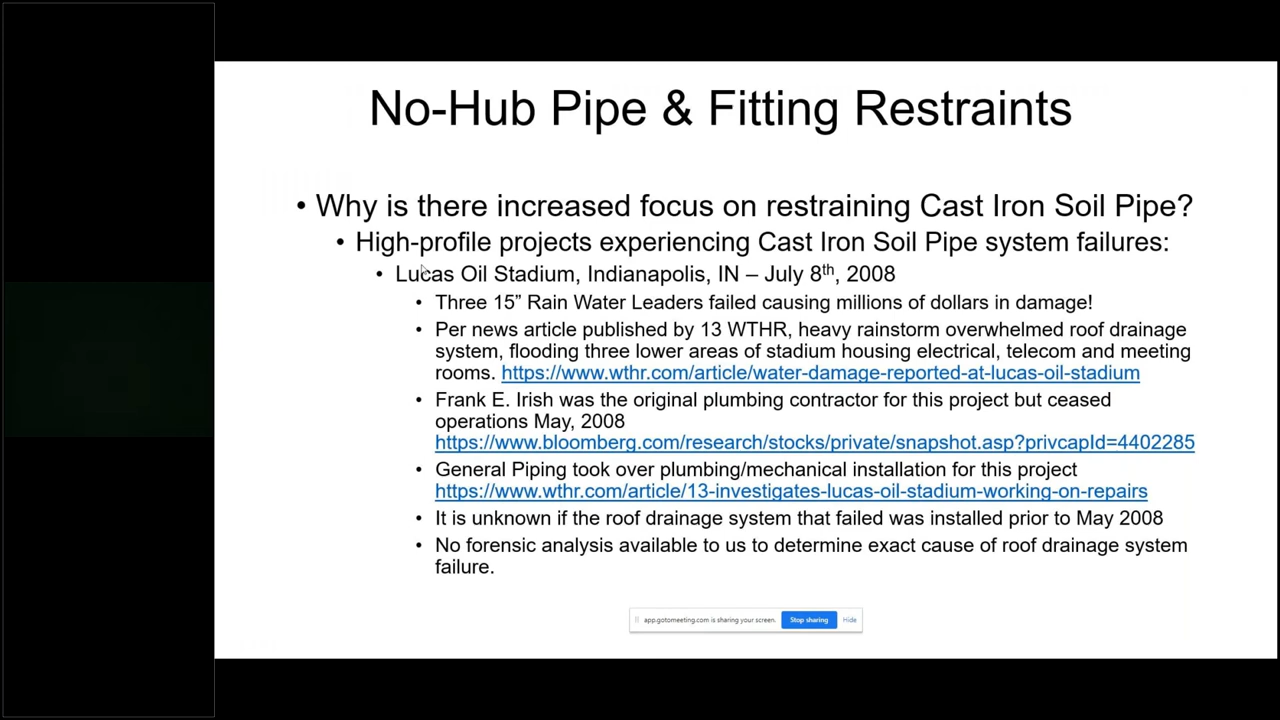 No-Hub Pipe & Fitting Restraints
• Why is there increased focus on restraining Cast Iron Soil Pipe?
• High-profile projects experiencing Cast Iron Soil Pipe system failures:
• Lucas Oil Stadium, Indianapolis, IN – July 8th, 2008
• Three 15” Rain Water Leaders failed causing millions of dollars in damage!
• Per news article published by 13 WTHR, heavy rainstorm overwhelmed roof drainage
system, flooding three lower areas of stadium housing electrical, telecom and meeting
rooms. https://www.wthr.com/article/water-damage-reported-at-lucas-oil-stadium
• Frank E. Irish was the original plumbing contractor for this project but ceased
operations May, 2008
https://www.bloomberg.com/research/stocks/private/snapshot.asp?privcapId=4402285
• General Piping took over plumbing/mechanical installation for this project
https://www.wthr.com/article/13-investigates-lucas-oil-stadium-working-on-repairs
• It is unknown if the roof drainage system that failed was installed prior to May 2008
• No forensic analysis available to us to determine exact cause of roof drainage system
failure.
app.gotomeeting.com is sharing your screen. Stop sharing Hide